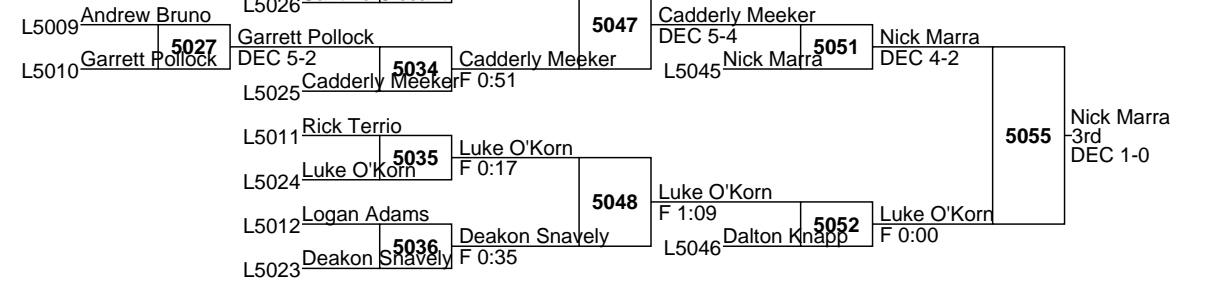 L5026
5047
Andrew Bruno
L5009
5027
Garrett Pollock
L5010
Garrett Pollock
DEC 5-2
5034
Cadderly Meeker
L5025
Cadderly Meeker
F 0:51
Cadderly Meeker
DEC 5-4
5051
Nick Marra
L5045
Nick Marra
DEC 4-2
L5011
Rick Terrio
5035
Luke O'Korn
L5024
Luke O'Korn
F 0:17
5048
L5012
Logan Adams
5036
Deakon Snavely
L5023
Deakon Snavely
F 0:35
Luke O'Korn
F 1:09
5052
Dalton Knapp
L5046
Luke O'Korn
F 0:00
5055
Nick Marra
3rd
DEC 1-0